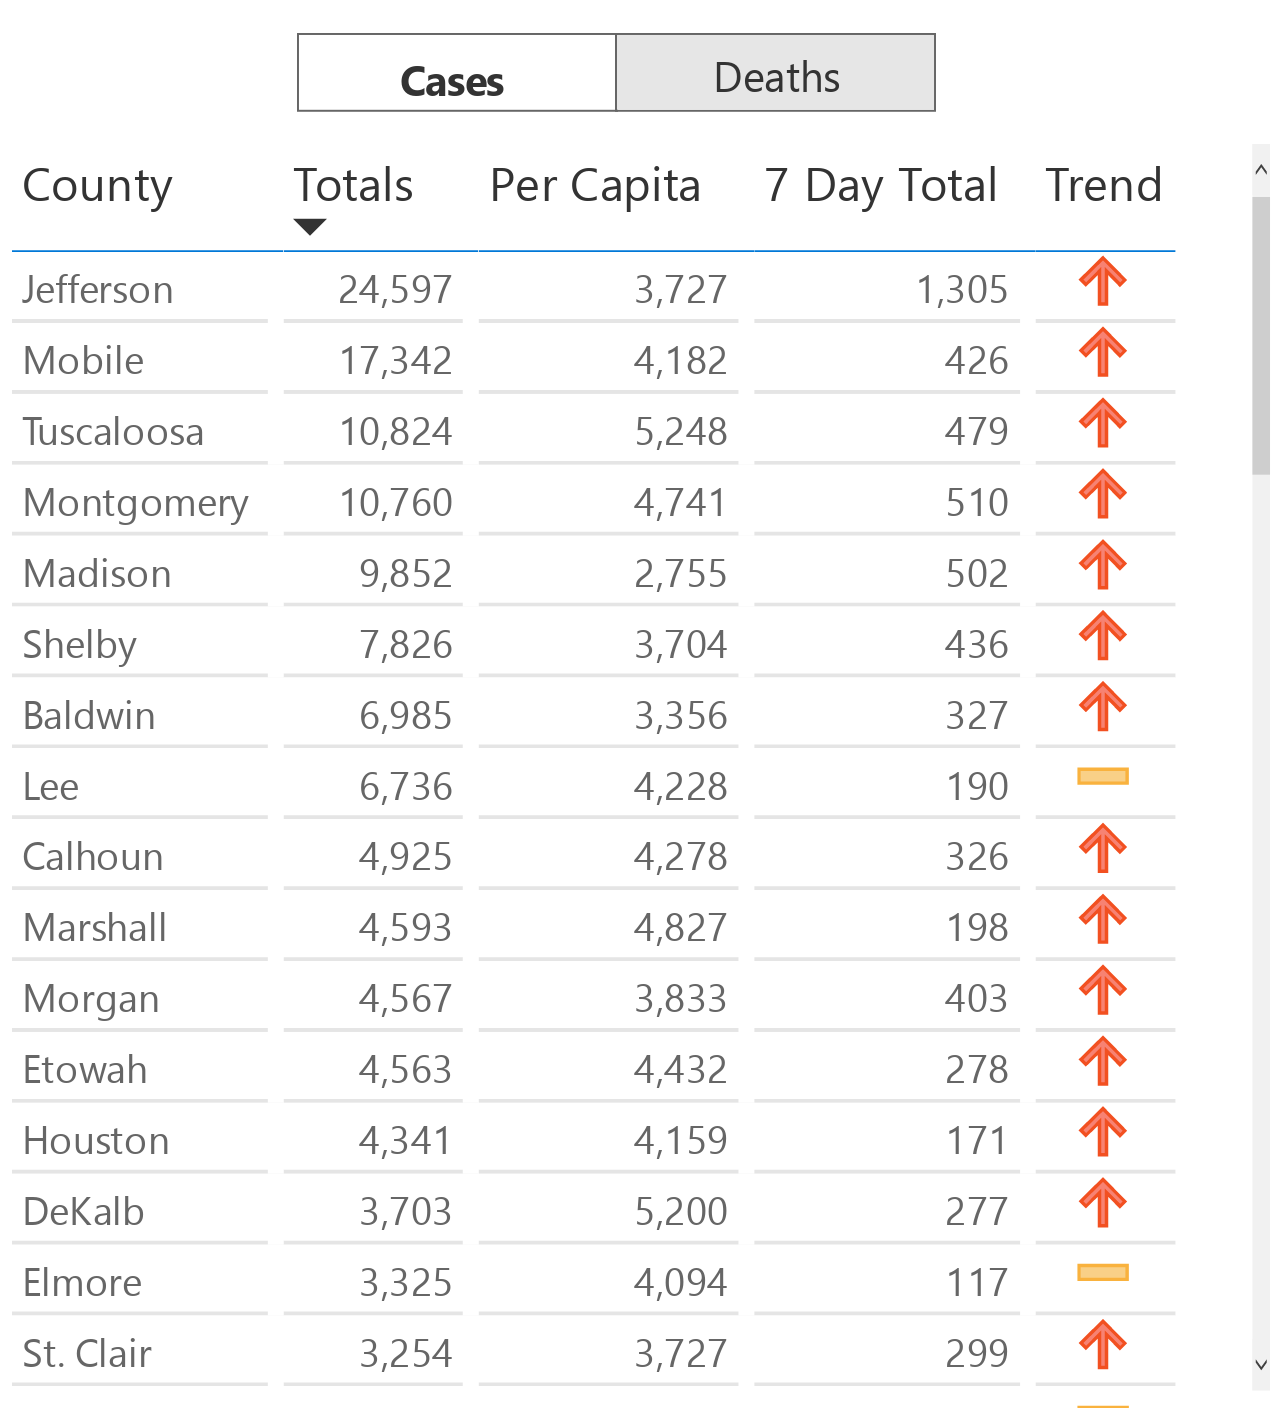 Cases Deaths
County Totals Per Capita 7 Day Total Trend
Jefferson 24,597 3,727 1,305
Mobile 17,342 4,182 426
Tuscaloosa 10,824 5,248 479
Montgomery 10,760 4,741 510
Madison 9,852 2,755 502
Shelby 7,826 3,704 436
Baldwin 6,985 3,356 327
Lee 6,736 4,228 190
Calhoun 4,925 4,278 326
Marshall 4,593 4,827 198
Morgan 4,567 3,833 403
Etowah 4,563 4,432 278
Houston 4,341 4,159 171
DeKalb 3,703 5,200 277
Elmore 3,325 4,094 117
St. Clair 3,254 3,727 299